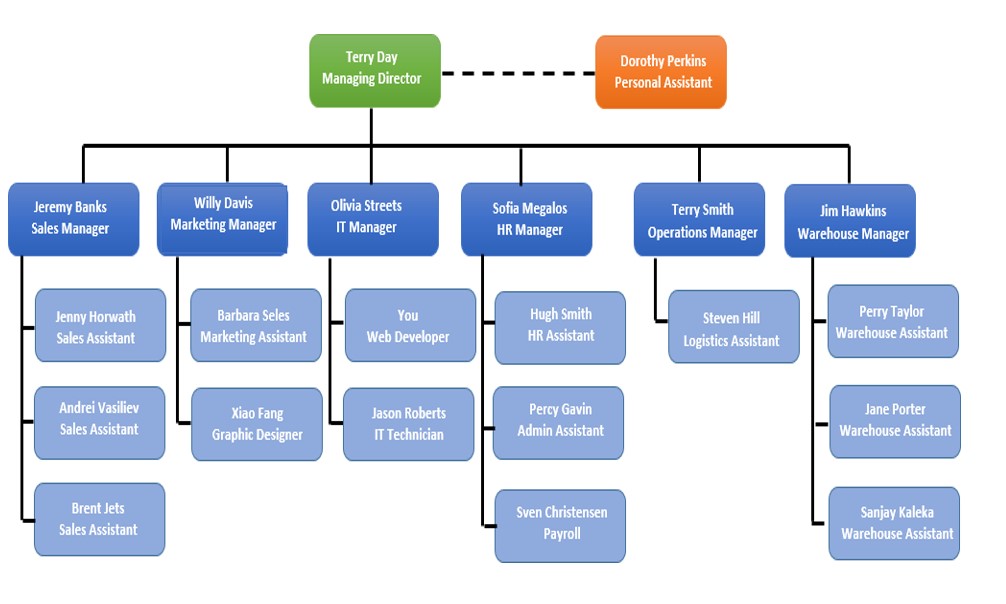 Terry Day
Managing Director
Dorothy Perkins
Personal Assistant
Jeremy Banks
Sales Manager
Willy Davis
Marketing Manager
Olivia Streets
IT Manager
Sofia Megalos
HR Manager
Terry Smith
Operations Manager
Jim Hawkins
Warehouse Manager
Jenny Horwath
Sales Assistant
Barbara Seles
Marketing Assistant
You
Web Developer
Hugh Smith
HR Assistant
Steven Hill
Logistics Assistant
Perry Taylor
Warehouse Assistant
Andrei Vasiliev
Sales Assistant
Xiao Fang
Graphic Designer
Jason Roberts
IT Technician
Percy Gavin
Admin Assistant
Jane Porter
Warehouse Assistant
Brent Jets
Sales Assistant
Sven Christensen
Payroll
Sanjay Kaleka
Warehouse Assistant